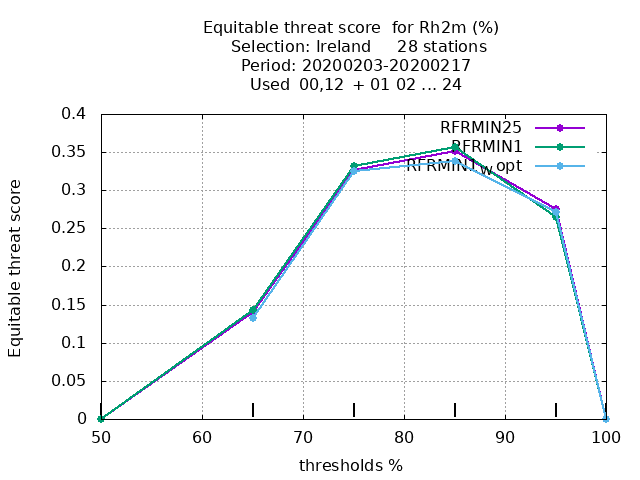 Equitable threat score for Rh2m (%)
Selection: Ireland 28 stations
Period: 20200203-20200217
Used 00,12 + 01 02 ... 24
RFRMIN25
RFRMIN1
RFRMIN1wopt
Equitable threat score
0.4
0.35
0.3
0.25
0.2
0.15
0.1
0.05
0
50 60 70 80 90 100
thresholds %